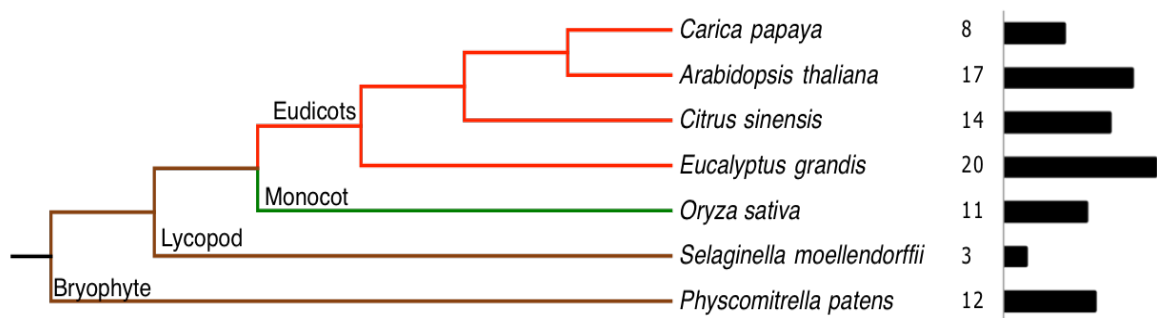 Carica papaya 8
Arabidopsis thaliana 17
Eudicots
Citrus sinensis 14
Eucalyptus grandis 20
Monocot
Oryza sativa 11
Lycopod
Selaginella moellendorffii 3
Bryophyte
Physcomitrella patens 12